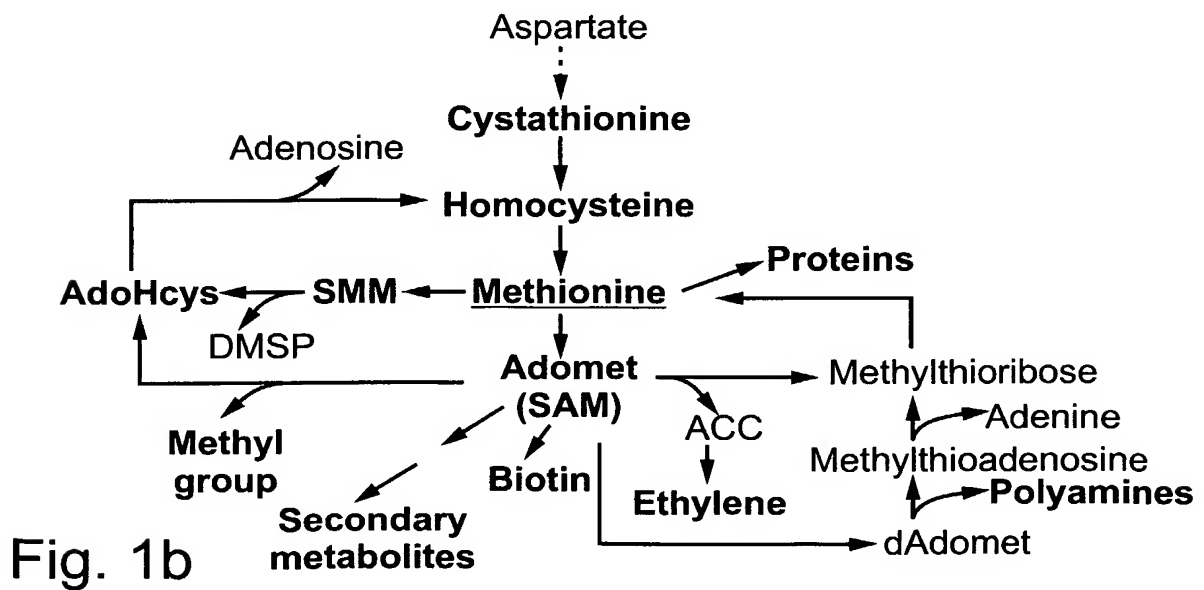 Aspartate
Cystathionine
Adenosine
Homocysteine
Proteins
AdoHcys SMM Methionine
DMSP
Adomet
(SAM)
Methylthioribose
Adenine
ACC
Methyl
group
Methylthioadenosine
Biotin
Polyamines
Ethylene
Secondary
metabolites
dAdomet
Fig. 1b